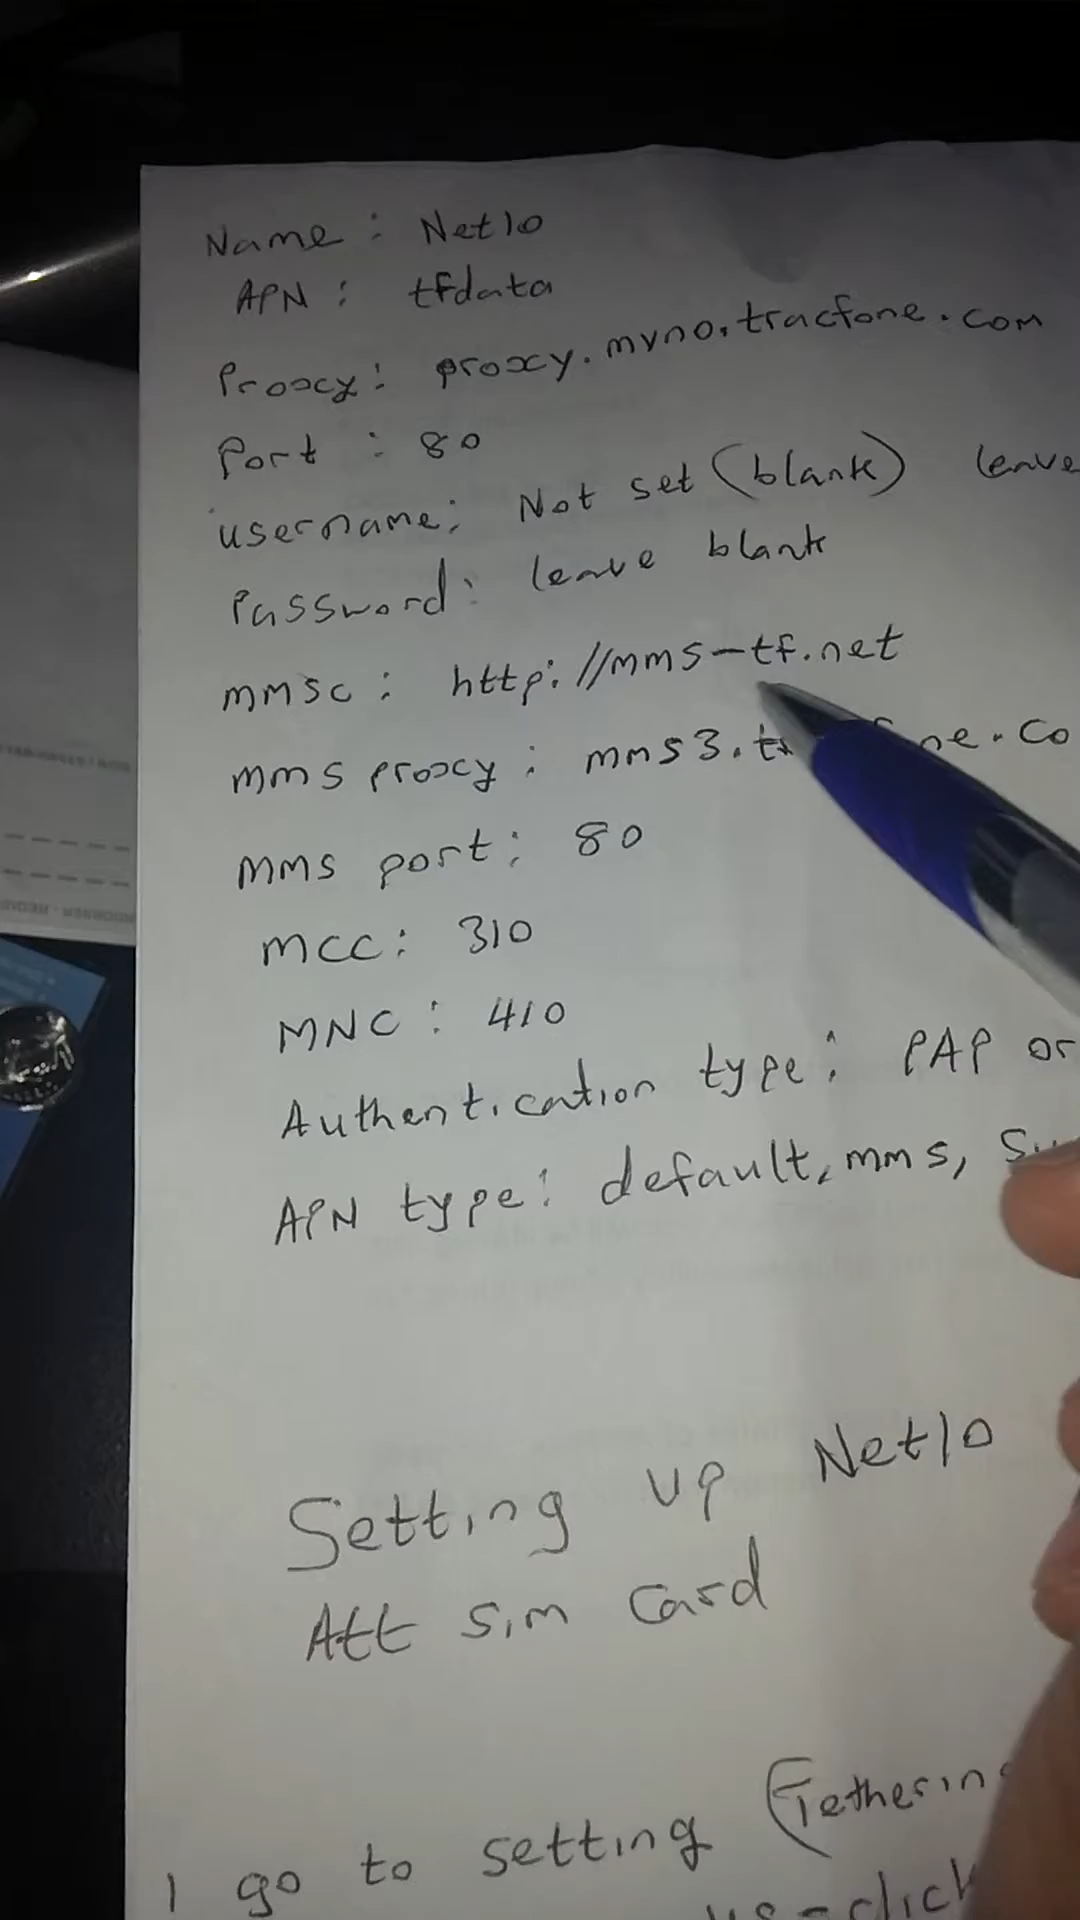 Name : Net10
APN : tfdata
Proxy : proxy.mvno.tracfone.com
Port : 80
username: Not set (blank) leave
Password: leave blank
mmsc : http://mms-tf.net
mms proxy : mms3.
mms port: 80
MCC: 310
MNC : 410
Authentication type: PAP or
APN type: default, mms,
Setting up Net10
Att sim card
1 go to setting (Tethering
click